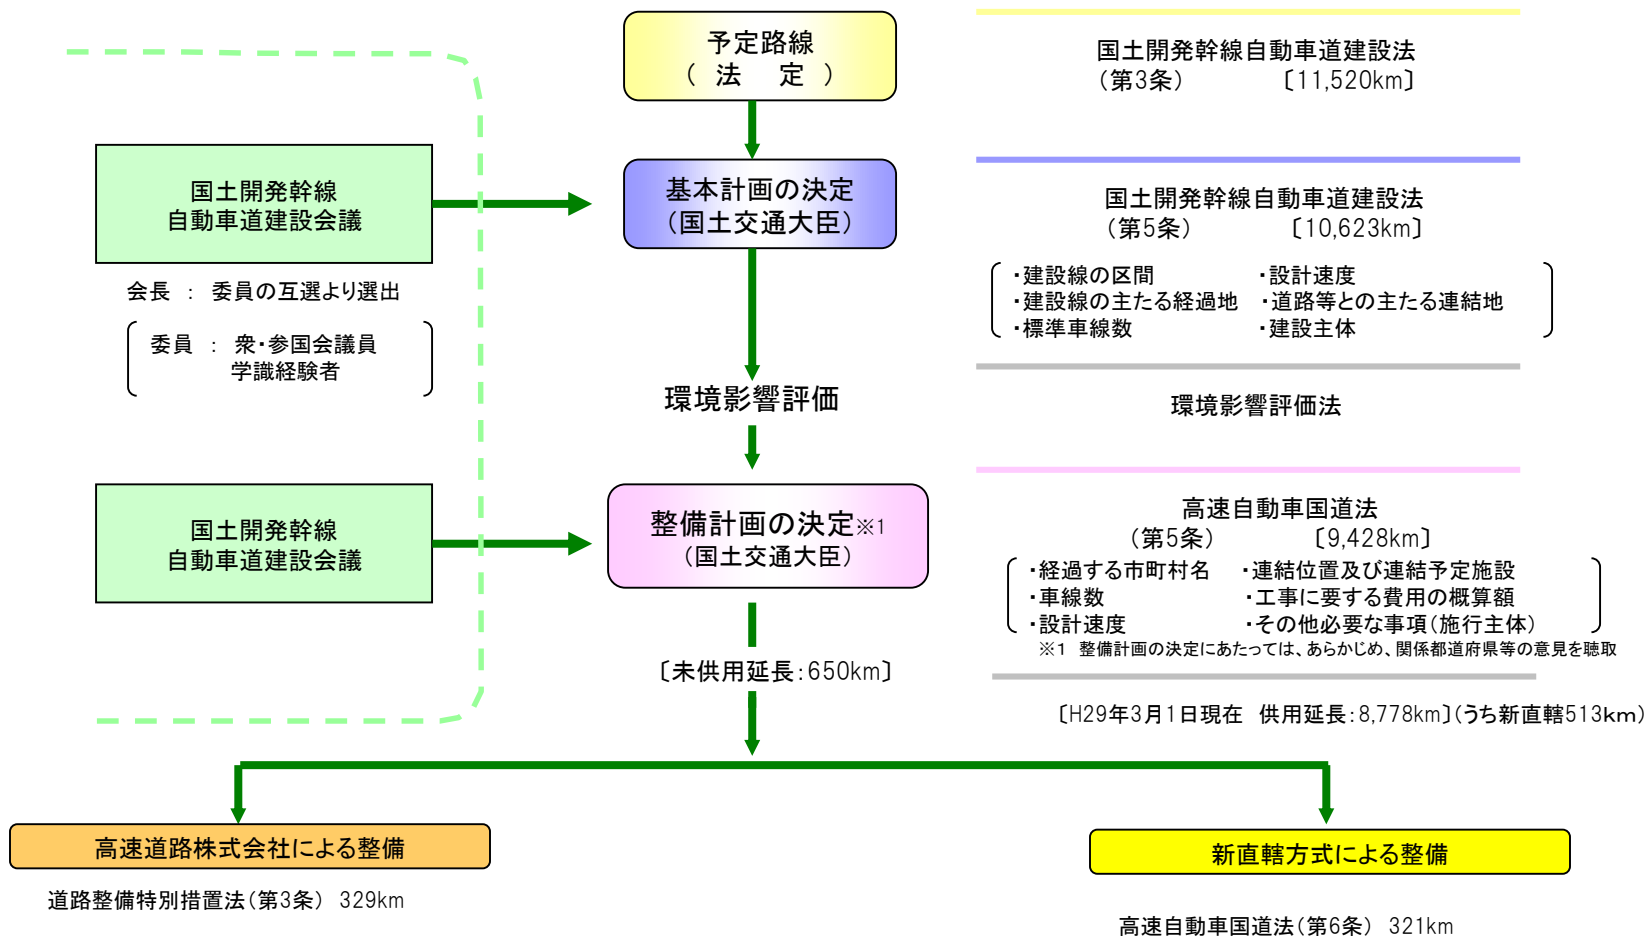 予定路線
（　法　　定　）
国土開発幹線自動車道建設法
（第3条）　〔11,520km〕
国土開発幹線
自動車道建設会議
基本計画の決定
（国土交通大臣）
国土開発幹線自動車道建設法
（第5条）　〔10,623km〕
会長　：　委員の互選より選出
委員　：　衆・参国会議員
学識経験者
・建設線の区間　・設計速度
・建設線の主たる経過地　・道路等との主たる連結地
・標準車線数　・建設主体
環境影響評価
環境影響評価法
国土開発幹線
自動車道建設会議
整備計画の決定※1
（国土交通大臣）
高速自動車国道法
（第5条）　〔9,428km〕
・経過する市町村名　・連結位置及び連結予定施設
・車線数　・工事に要する費用の概算額
・設計速度　・その他必要な事項（施行主体）
※1　整備計画の決定にあたっては、あらかじめ、関係都道府県等の意見を聴取
〔未供用延長：650km〕
〔H29年3月1日現在　供用延長：8,778km〕（うち新直轄513km）
高速道路株式会社による整備
道路整備特別措置法（第3条）　329km
新直轄方式による整備
高速自動車国道法（第6条）　321km